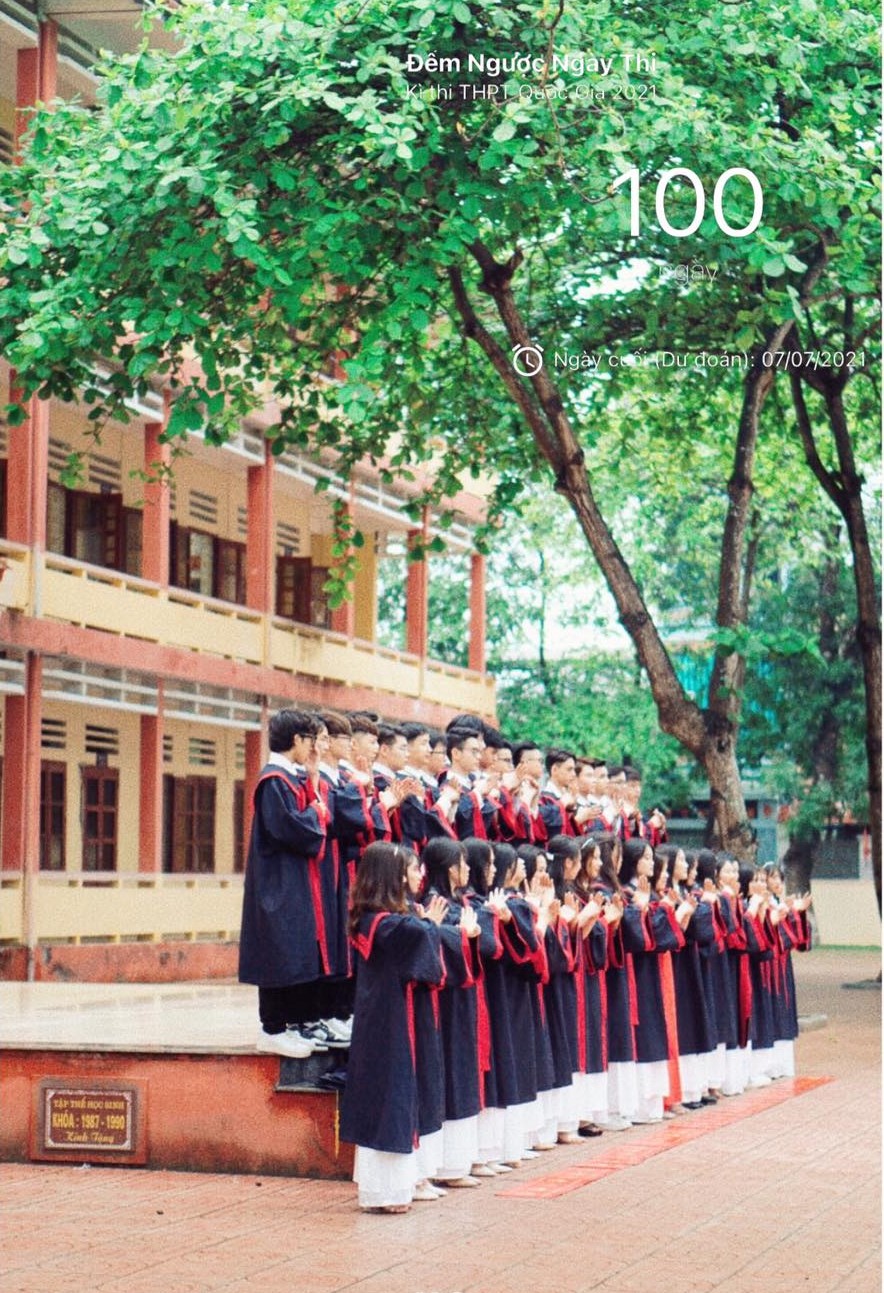 Đếm Ngược Ngày Thi
Kì thi THPT Quốc Gia 2021
100
ngày
Ngày cuối (Dự đoán): 07/07/2021
TẬP THỂ HỌC SINH
KHÓA : 1987 - 1990
Kính Tặng